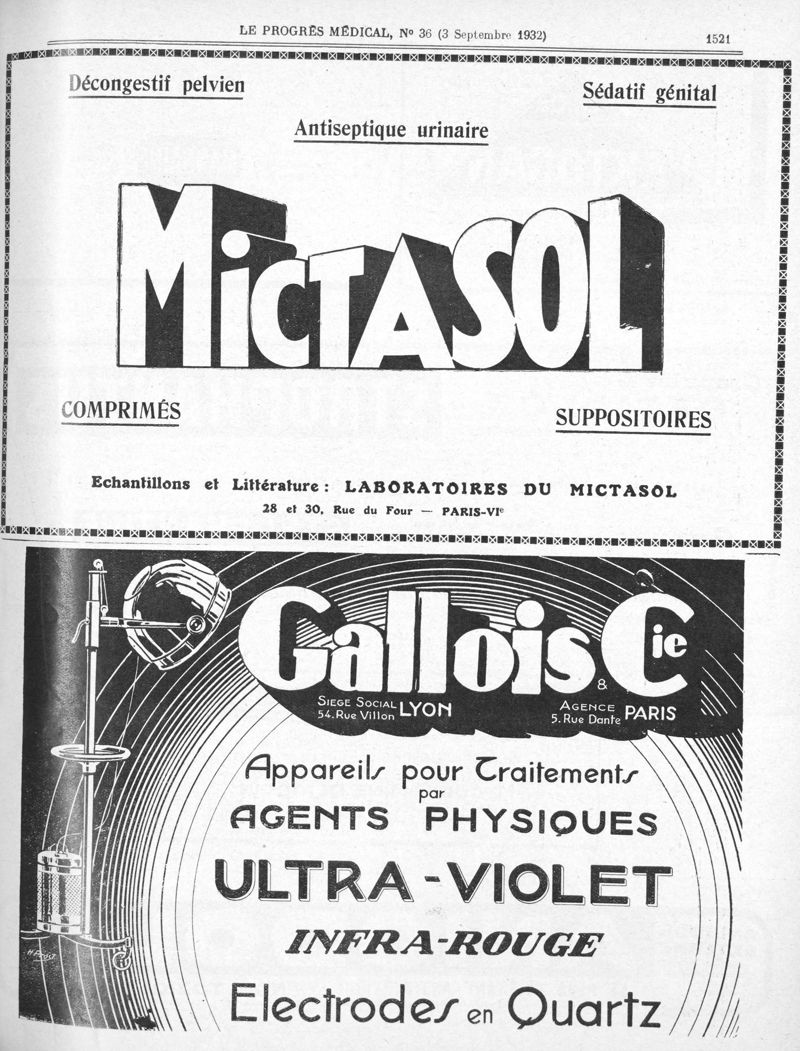 LE PROGRÈS MÉDICAL, Nº 36 (3 Septembre 1932)
1521
Décongestif pelvien
Sédatif génital
Antiseptique urinaire
MICTASOL
COMPRIMÉS
SUPPOSITOIRES
Echantillons et Littérature : LABORATOIRES DU MICTASOL
28 et 30, Rue du Four — PARIS-VIe
Gallois & Cie
SIEGE SOCIAL
54. Rue Villon LYON
AGENCE
5. Rue Dante PARIS
Appareils pour Traitements
par
AGENTS PHYSIQUES
ULTRA-VIOLET
INFRA-ROUGE
Electrodes en Quartz